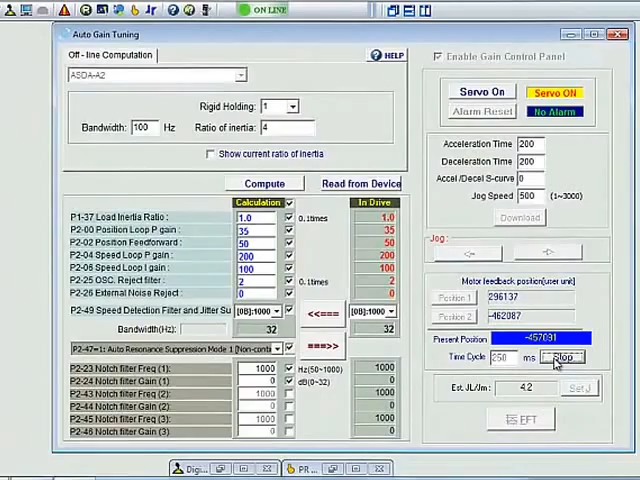 ON LINE
Auto Gain Tuning
Off - line Computation
HELP
ASDA-A2
Rigid Holding: 1
Bandwidth: 100 Hz
Ratio of inertia: 4
Show current ratio of inertia
Compute
Read from Device
Calculation
In Drive
P1-37 Load Inertia Ratio : 1.0 0.1times 1.0
P2-00 Position Loop P gain : 35 35
P2-02 Position Feedforward : 50 50
P2-04 Speed Loop P gain : 200 200
P2-06 Speed Loop I gain : 100 100
P2-25 OSC. Reject filter : 2 0.1times 2
P2-26 External Noise Reject : 0 0
P2-49 Speed Detection Filter and Jitter Su [0B]:1000 <<=== [0B]:1000
Bandwidth(Hz): 32 32
P2-47=1: Auto Resonance Suppression Mode 1 [Non-cont ===>>
P2-23 Notch filter Freq (1) : 1000 Hz(50~1000) 1000
P2-24 Notch filter Gain (1) : 0 dB(0~32) 0
P2-43 Notch filter Freq (2) : 1000 1000
P2-44 Notch filter Gain (2) : 0 0
P2-45 Notch filter Freq (3) : 1000 1000
P2-46 Notch filter Gain (3) : 0 0
Enable Gain Control Panel
Servo On
Servo ON
Alarm Reset
No Alarm
Acceleration Time 200
Deceleration Time 200
Accel /Decel S-curve 0
Jog Speed 500 (1~3000)
Download
Jog :
<-
->
Motor feedback position(user unit)
Position 1 296137
Position 2 -462087
Present Position -457091
Time Cycle 250 ms Stop
Est. JL/Jm : 4.2 Set J
EFT
Digi...
PR ...